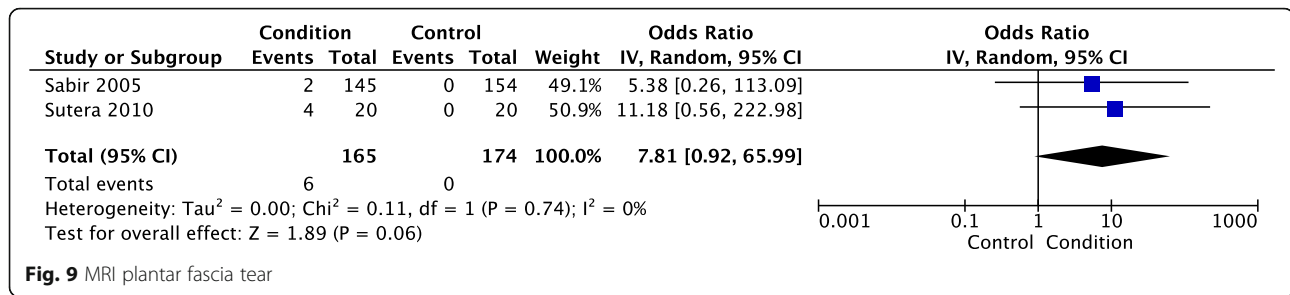 Condition Control Odds Ratio Odds Ratio
Study or Subgroup Events Total Events Total Weight IV, Random, 95% CI IV, Random, 95% CI
Sabir 2005 2 145 0 154 49.1% 5.38 [0.26, 113.09]
Sutera 2010 4 20 0 20 50.9% 11.18 [0.56, 222.98]
Total (95% CI) 165 174 100.0% 7.81 [0.92, 65.99]
Total events 6 0
Heterogeneity: Tau² = 0.00; Chi² = 0.11, df = 1 (P = 0.74); I² = 0%
Test for overall effect: Z = 1.89 (P = 0.06)
0.001 0.1 1 10 1000
Control Condition
Fig. 9 MRI plantar fascia tear